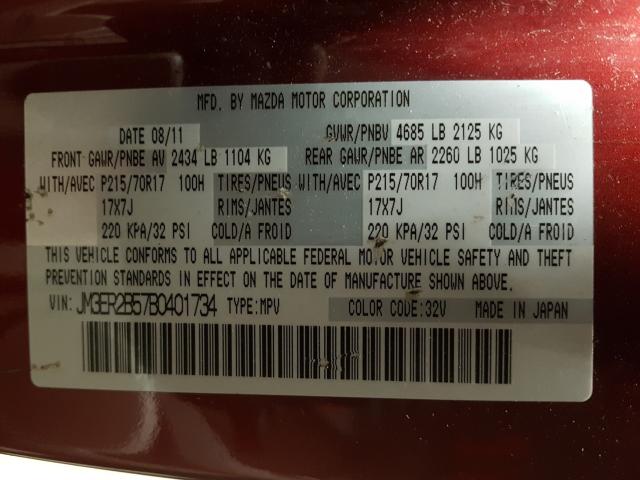 MFD. BY MAZDA MOTOR CORPORATION
DATE 08/11 GVWR/PNBV 4685 LB 2125 KG
FRONT GAWR/PNBE AV 2434 LB 1104 KG REAR GAWR/PNBE AR 2260 LB 1025 KG
WITH/AVEC P215/70R17 100H TIRES/PNEUS WITH/AVEC P215/70R17 100H TIRES/PNEUS
17X7J RIMS/JANTES 17X7J RIMS/JANTES
220 KPA/32 PSI COLD/A FROID 220 KPA/32 PSI COLD/A FROID
THIS VEHICLE CONFORMS TO ALL APPLICABLE FEDERAL MOTOR VEHICLE SAFETY AND THEFT
PREVENTION STANDARDS IN EFFECT ON THE DATE OF MANUFACTURE SHOWN ABOVE.
VIN: JM3ER2B57B0401734 TYPE:MPV COLOR CODE:32V MADE IN JAPAN